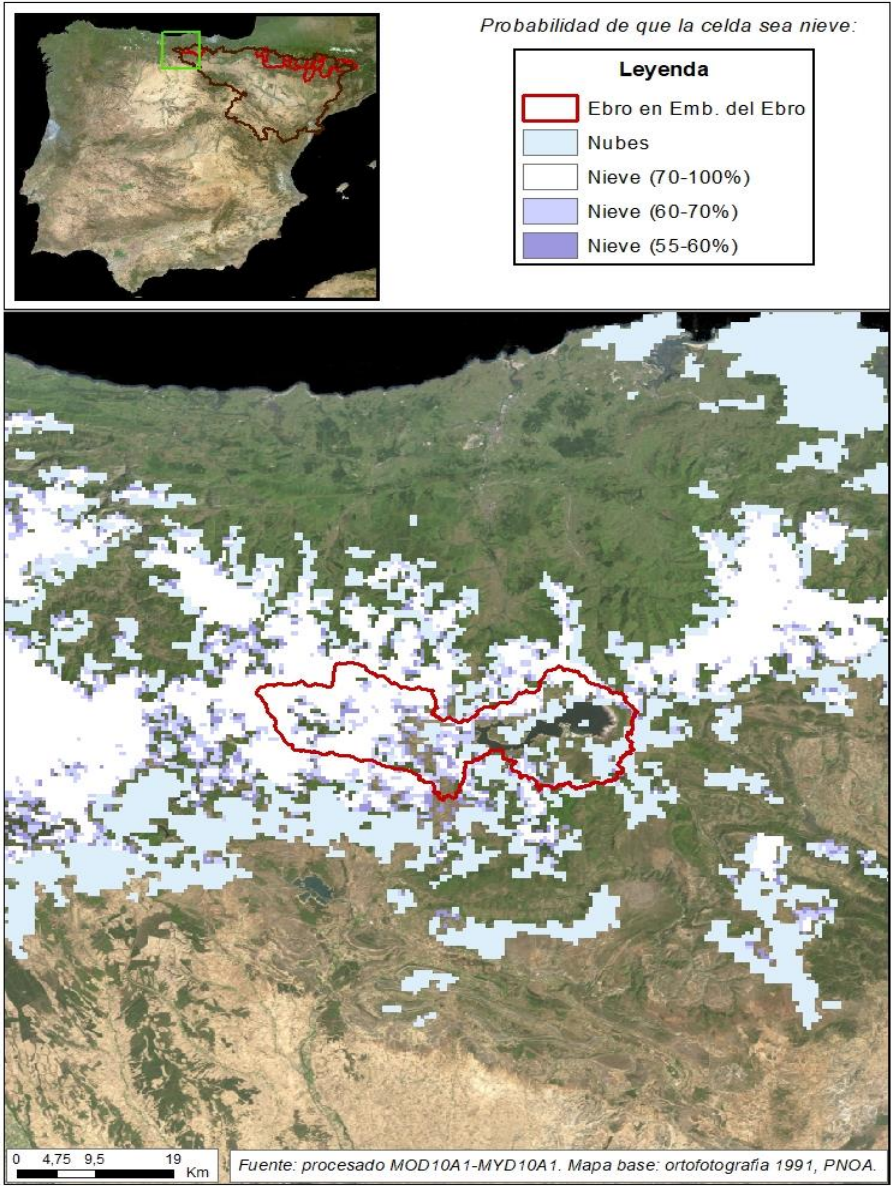 Probabilidad de que la celda sea nieve:
Leyenda
Ebro en Emb. del Ebro
Nubes
Nieve (70-100%)
Nieve (60-70%)
Nieve (55-60%)
0 4,75 9,5 19
Km
Fuente: procesado MOD10A1-MYD10A1. Mapa base: ortofotografía 1991, PNOA.